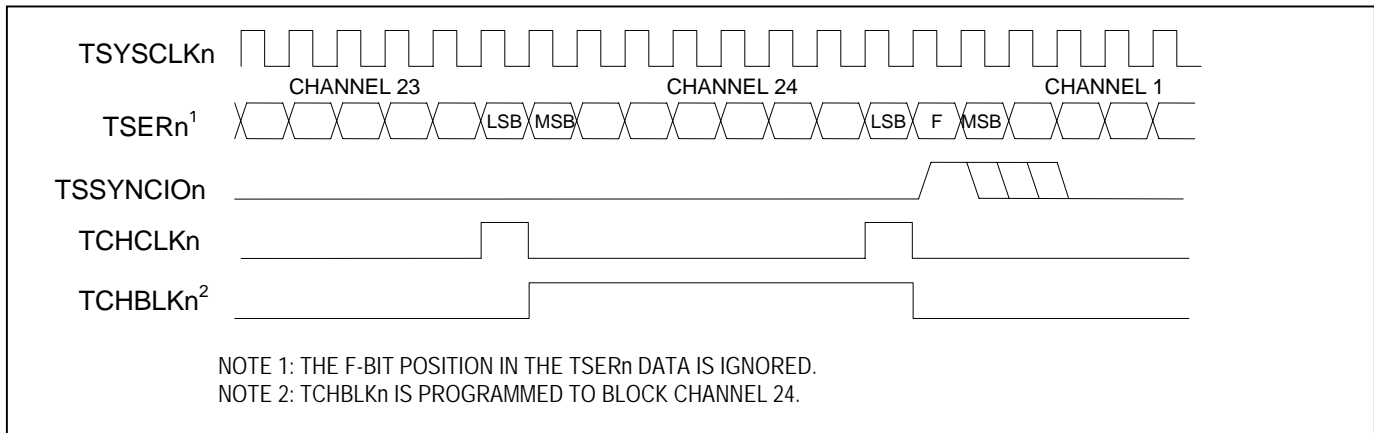 TSYSCLKn
CHANNEL 23 CHANNEL 24 CHANNEL 1
TSERn¹ LSB MSB LSB F MSB
TSSYNCIOn
TCHCLKn
TCHBLKn²
NOTE 1: THE F-BIT POSITION IN THE TSERn DATA IS IGNORED.
NOTE 2: TCHBLKn IS PROGRAMMED TO BLOCK CHANNEL 24.